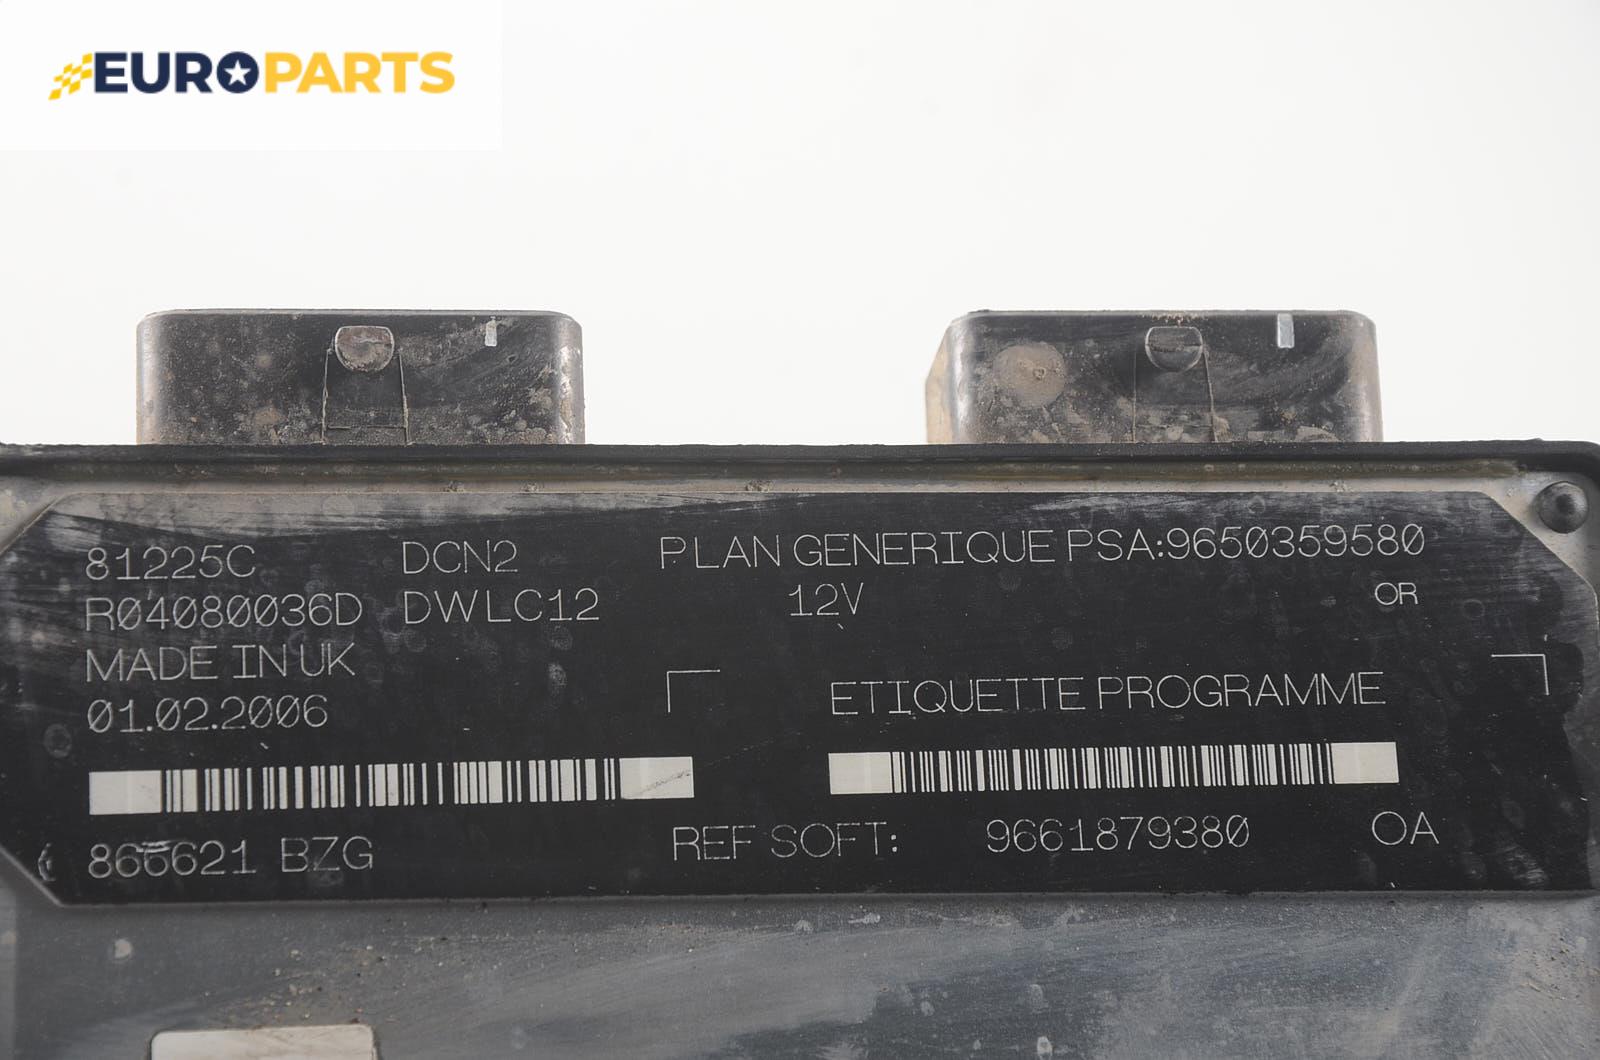 EUROPARTS
81225C DCN2 PLAN GENERIQUE PSA:9650359580
R04080036D DWLC12 12V OR
MADE IN UK
01.02.2006
ETIQUETTE PROGRAMME
866621 BZG REF SOFT: 9661879380 OA